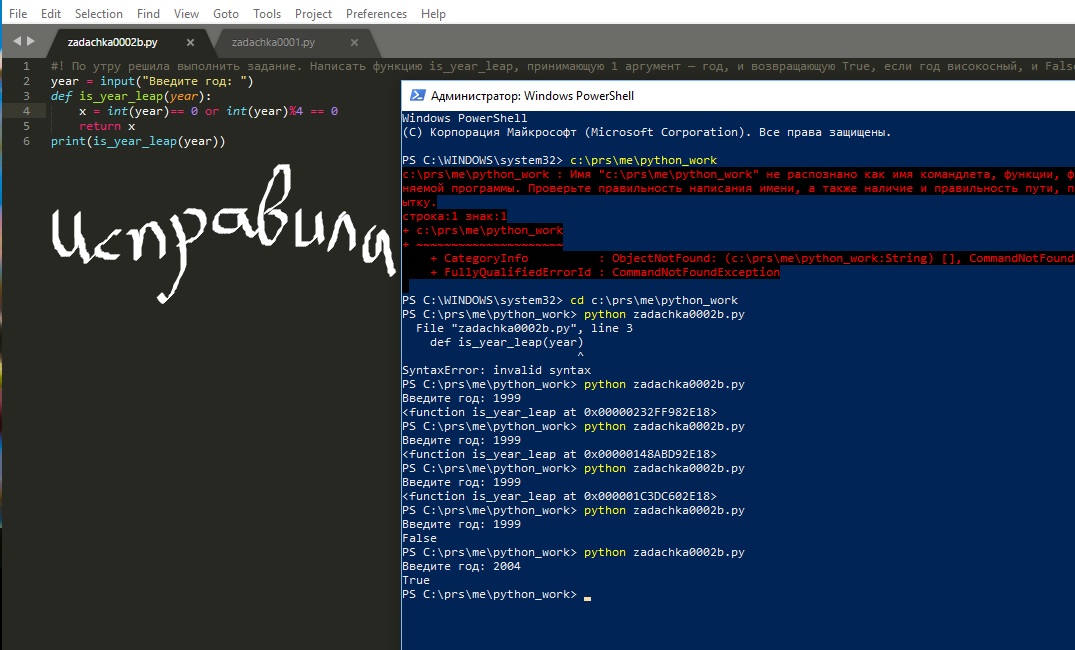 File Edit Selection Find View Goto Tools Project Preferences Help
zadachka0002b.py × zadachka0001.py ×
1 #! По утру решила выполнить задание. Написать функцию is_year_leap, принимающую 1 аргумент — год, и возвращающую True, если год високосный, и Fals
2 year = input("Введите год: ")
3 def is_year_leap(year):
4 x = int(year)== 0 or int(year)%4 == 0
5 return x
6 print(is_year_leap(year))
исправила
Администратор: Windows PowerShell
Windows PowerShell
(C) Корпорация Майкрософт (Microsoft Corporation). Все права защищены.
PS C:\WINDOWS\system32> c:\prs\me\python_work
c:\prs\me\python_work : Имя "c:\prs\me\python_work" не распознано как имя командлета, функции, ф
няемой программы. Проверьте правильность написания имени, а также наличие и правильность пути, п
ытку.
строка:1 знак:1
+ c:\prs\me\python_work
+ ~~~~~~~~~~~~~~~~~~~~~
+ CategoryInfo : ObjectNotFound: (c:\prs\me\python_work:String) [], CommandNotFound
+ FullyQualifiedErrorId : CommandNotFoundException
PS C:\WINDOWS\system32> cd c:\prs\me\python_work
PS C:\prs\me\python_work> python zadachka0002b.py
File "zadachka0002b.py", line 3
def is_year_leap(year)
^
SyntaxError: invalid syntax
PS C:\prs\me\python_work> python zadachka0002b.py
Введите год: 1999
<function is_year_leap at 0x00000232FF982E18>
PS C:\prs\me\python_work> python zadachka0002b.py
Введите год: 1999
<function is_year_leap at 0x00000148ABD92E18>
PS C:\prs\me\python_work> python zadachka0002b.py
Введите год: 1999
<function is_year_leap at 0x000001C3DC602E18>
PS C:\prs\me\python_work> python zadachka0002b.py
Введите год: 1999
False
PS C:\prs\me\python_work> python zadachka0002b.py
Введите год: 2004
True
PS C:\prs\me\python_work>